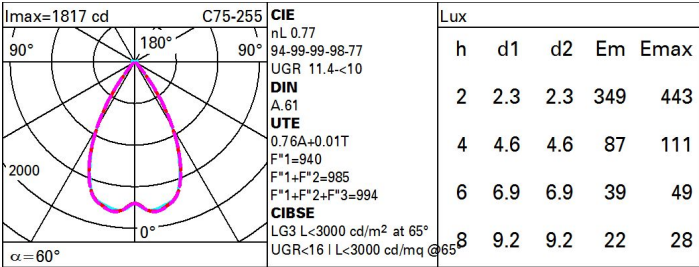 Imax=1817 cd C75-255
90° 180° 90°
2000
0°
α=60°
CIE
nL 0.77
94-99-99-98-77
UGR 11.4-<10
DIN
A.61
UTE
0.76A+0.01T
F"1=940
F"1+F"2=985
F"1+F"2+F"3=994
CIBSE
LG3 L<3000 cd/m² at 65°
UGR<16 | L<3000 cd/mq @65°
Lux
h d1 d2 Em Emax
2 2.3 2.3 349 443
4 4.6 4.6 87 111
6 6.9 6.9 39 49
8 9.2 9.2 22 28